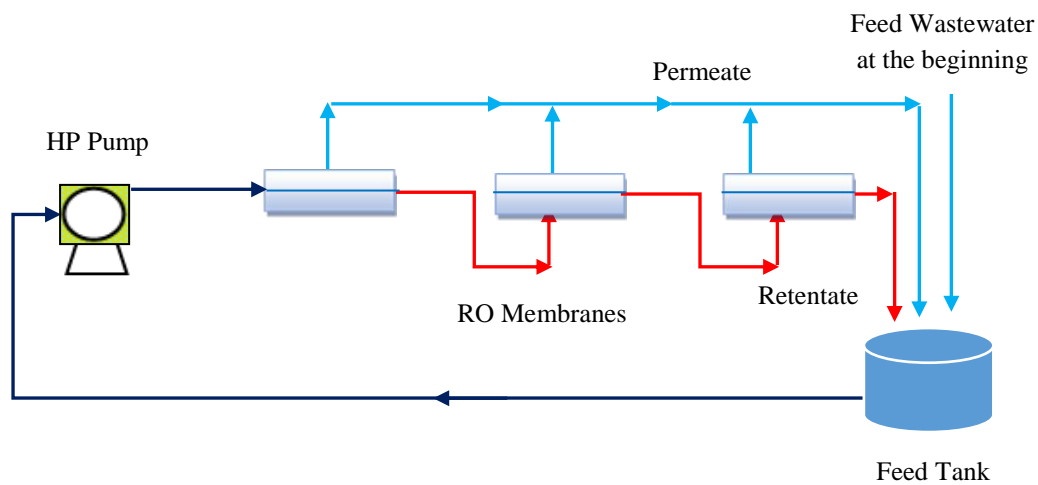 Feed Wastewater
at the beginning
Permeate
HP Pump
RO Membranes
Retentate
Feed Tank